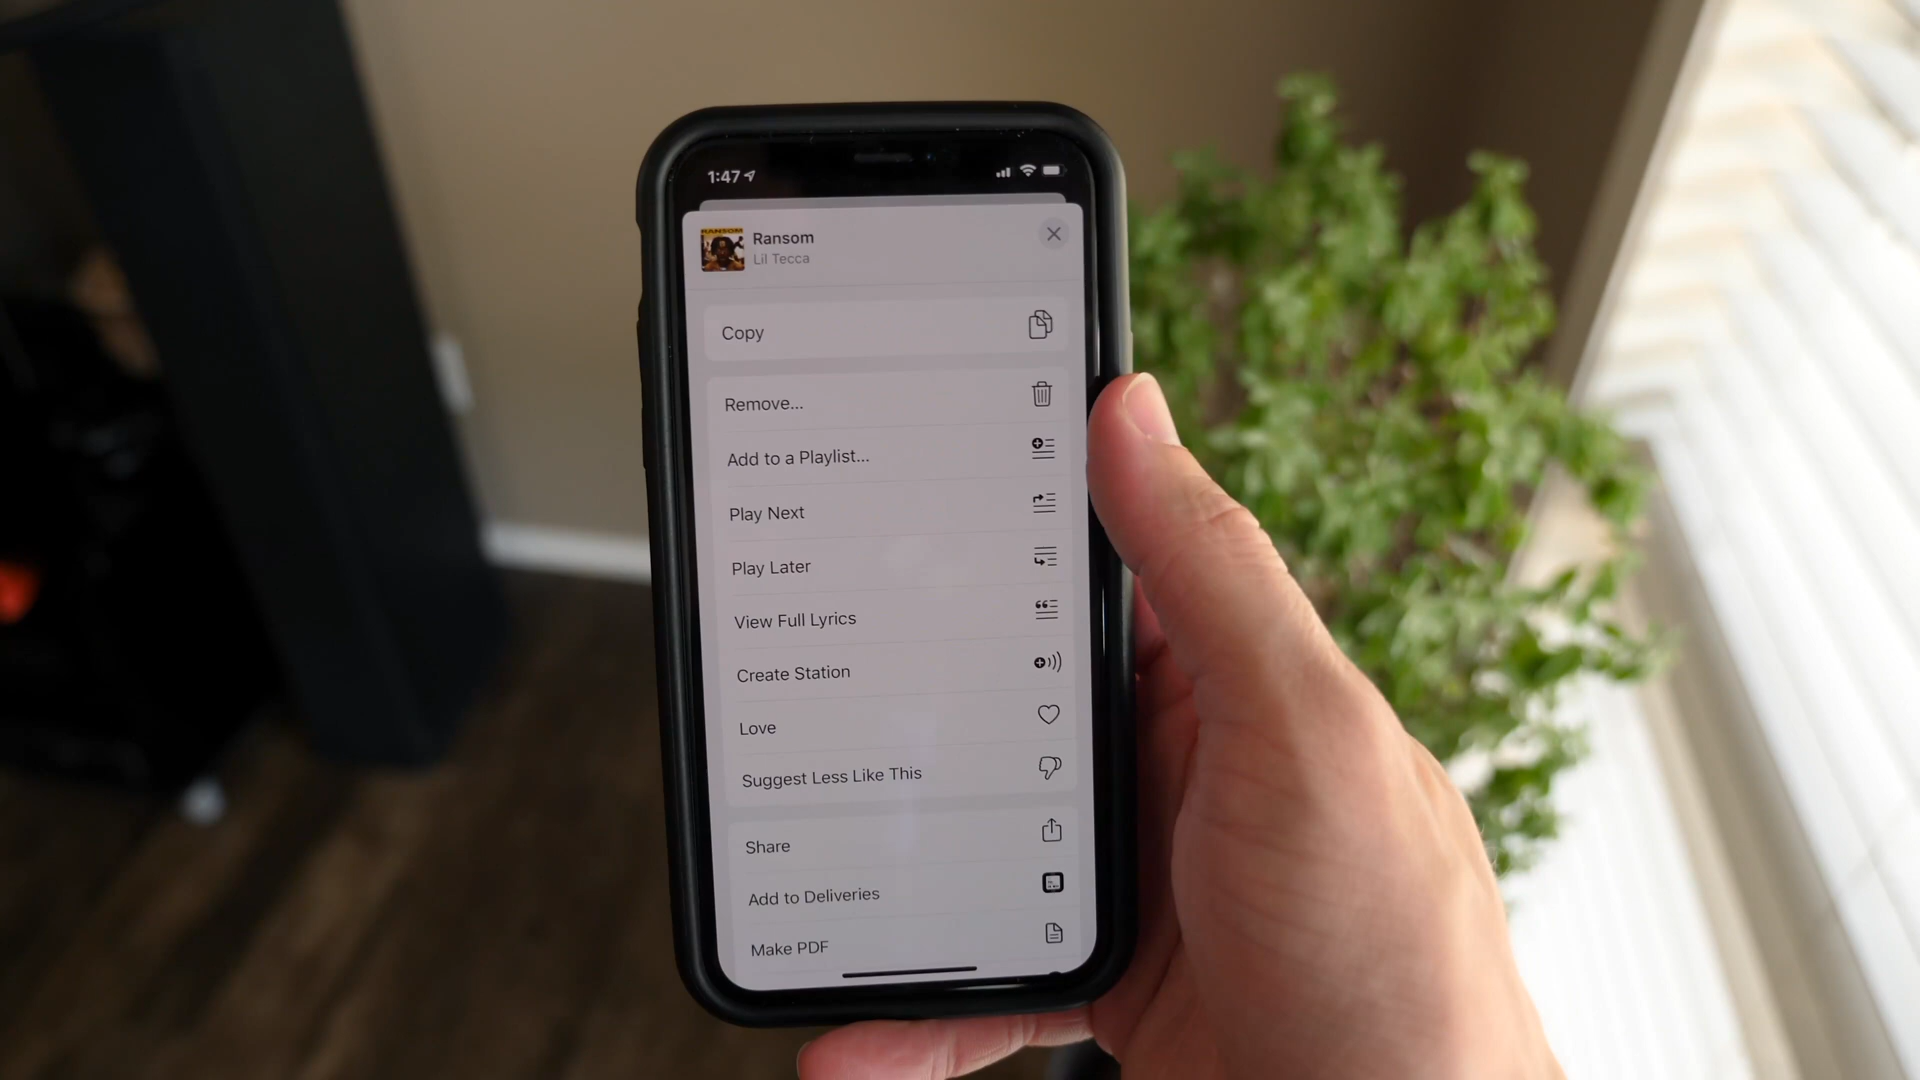 1:47
RANSOM
Ransom
Lil Tecca
Copy
Remove...
Add to a Playlist...
Play Next
Play Later
View Full Lyrics
Create Station
Love
Suggest Less Like This
Share
Add to Deliveries
Make PDF